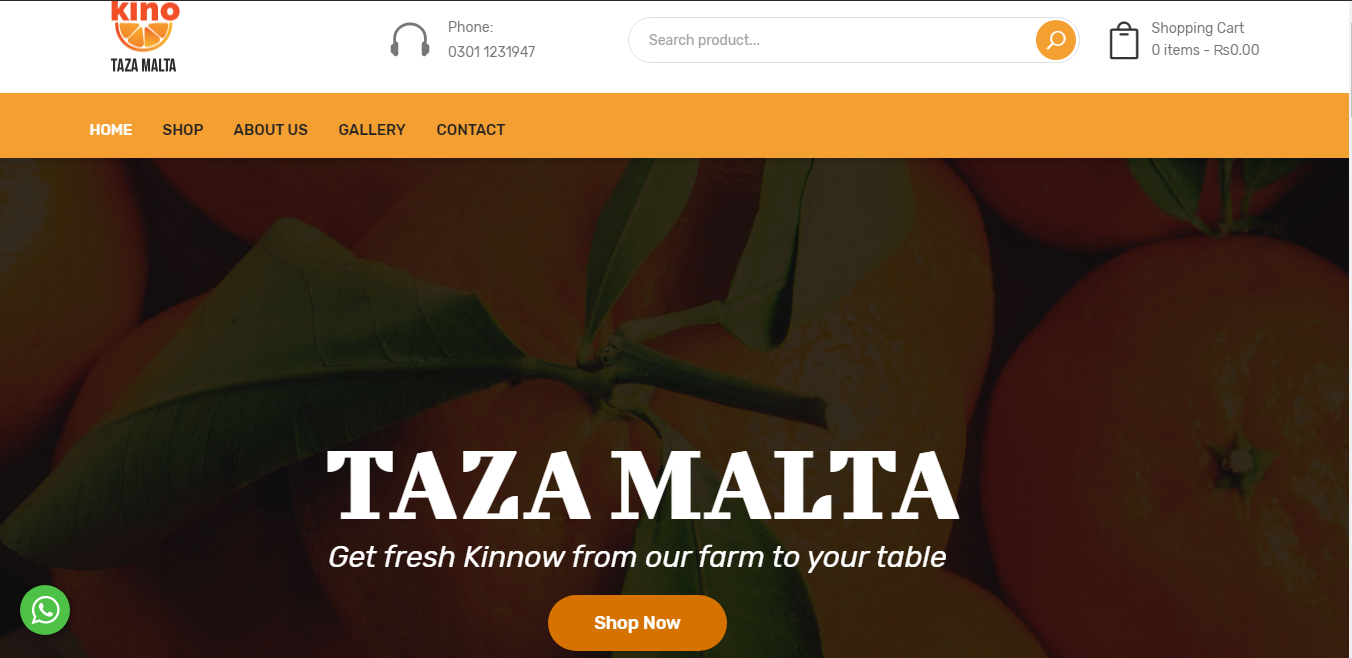 kino
TAZA MALTA
Phone:
0301 1231947
Search product...
Shopping Cart
0 items - ₨0.00
HOME SHOP ABOUT US GALLERY CONTACT
TAZA MALTA
Get fresh Kinnow from our farm to your table
Shop Now